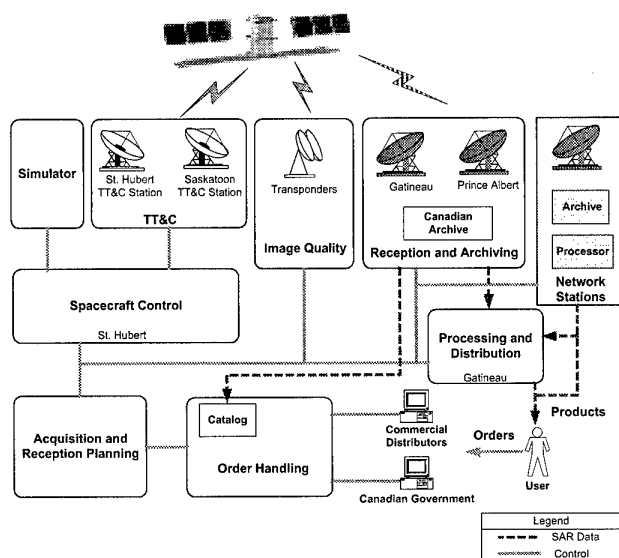 Simulator
St. Hubert
TT&C Station
Saskatoon
TT&C Station
TT&C
Transponders
Image Quality
Gatineau
Prince Albert
Canadian
Archive
Reception and Archiving
Archive
Processor
Network
Stations
Spacecraft Control
St. Hubert
Processing and
Distribution
Gatineau
Acquisition and
Reception Planning
Catalog
Order Handling
Commercial
Distributors
Canadian Government
Products
Orders
User
Legend
SAR Data
Control